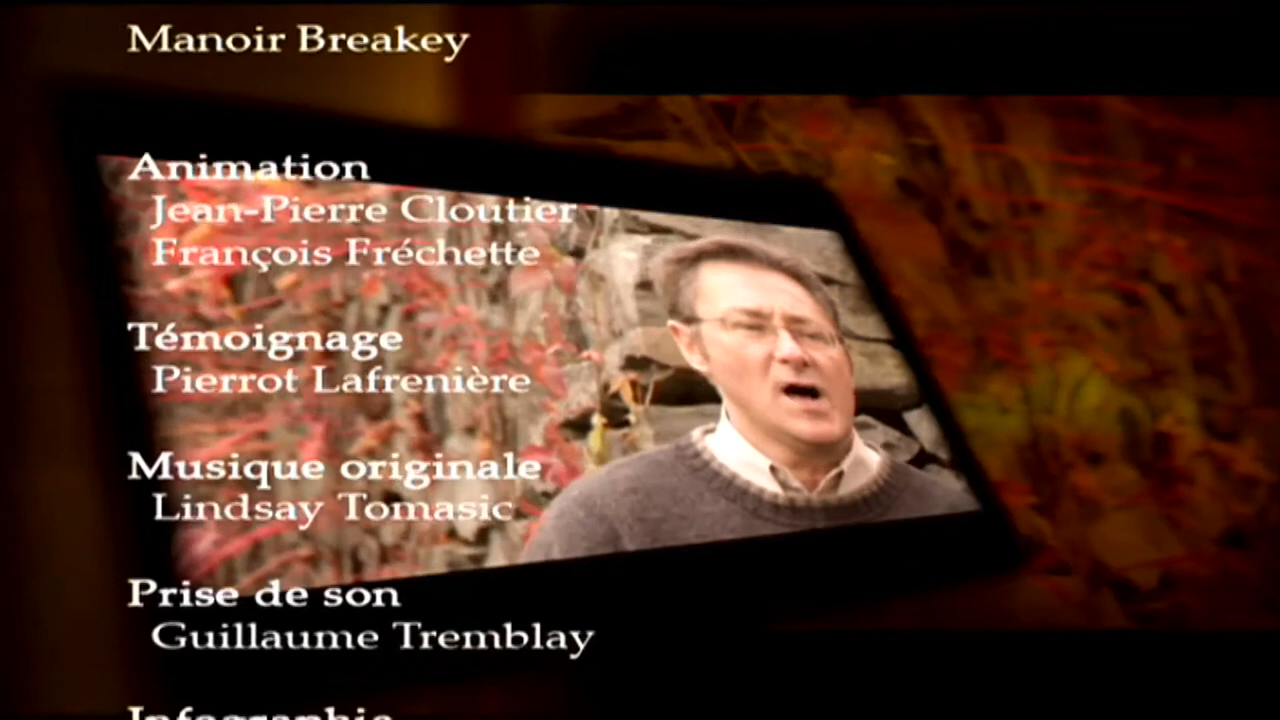 Manoir Breakey
Animation
Jean-Pierre Cloutier
François Fréchette
Témoignage
Pierrot Lafrenière
Musique originale
Lindsay Tomasic
Prise de son
Guillaume Tremblay
Infographie